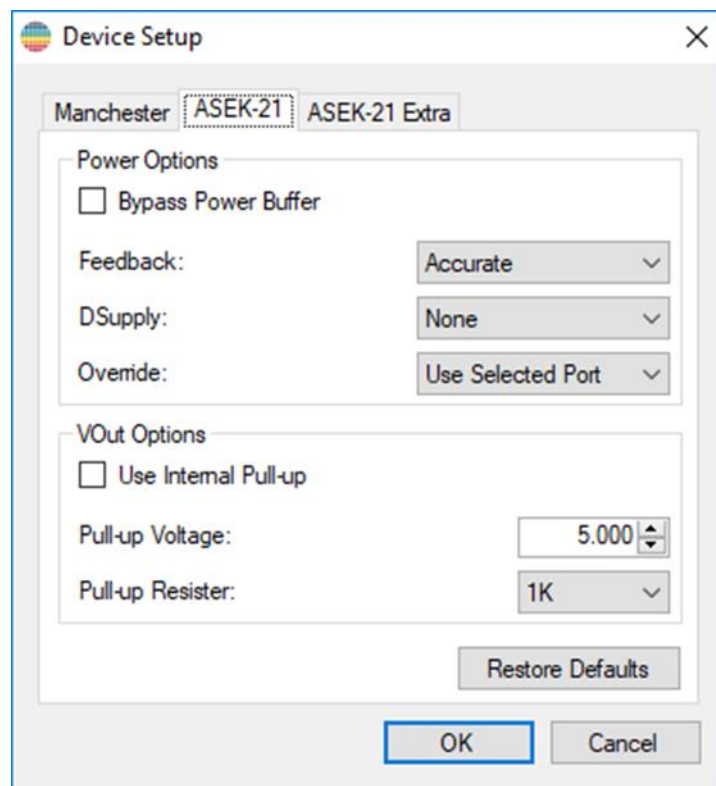 Device Setup
Manchester ASEK-21 ASEK-21 Extra
Power Options
Bypass Power Buffer
Feedback: Accurate
DSupply: None
Override: Use Selected Port
VOut Options
Use Internal Pull-up
Pull-up Voltage: 5.000
Pull-up Resister: 1K
Restore Defaults
OK Cancel